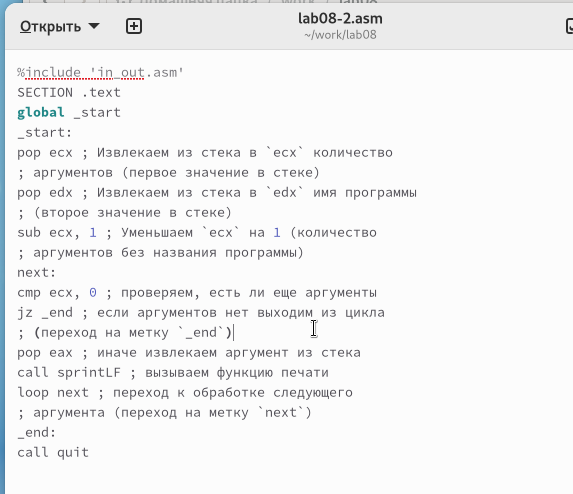 Открыть
lab08-2.asm
~/work/lab08
%include 'in_out.asm'
SECTION .text
global _start
_start:
pop ecx ; Извлекаем из стека в `ecx` количество
; аргументов (первое значение в стеке)
pop edx ; Извлекаем из стека в `edx` имя программы
; (второе значение в стеке)
sub ecx, 1 ; Уменьшаем `ecx` на 1 (количество
; аргументов без названия программы)
next:
cmp ecx, 0 ; проверяем, есть ли еще аргументы
jz _end ; если аргументов нет выходим из цикла
; (переход на метку `_end`)
pop eax ; иначе извлекаем аргумент из стека
call sprintLF ; вызываем функцию печати
loop next ; переход к обработке следующего
; аргумента (переход на метку `next`)
_end:
call quit